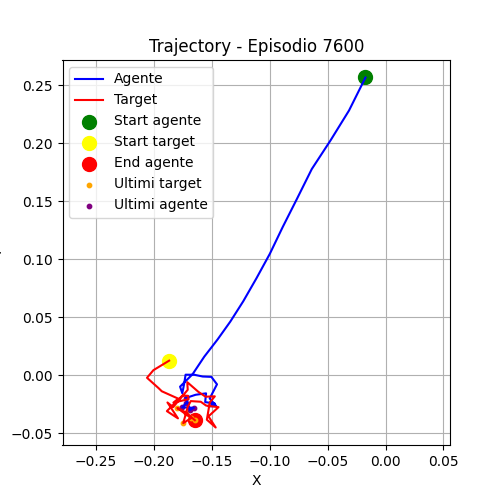 Trajectory - Episodio 7600
Agente
Target
Start agente
Start target
End agente
Ultimi target
Ultimi agente
0.25
0.20
0.15
0.10
0.05
0.00
−0.05
−0.25
−0.20
−0.15
−0.10
−0.05
0.00
0.05
X